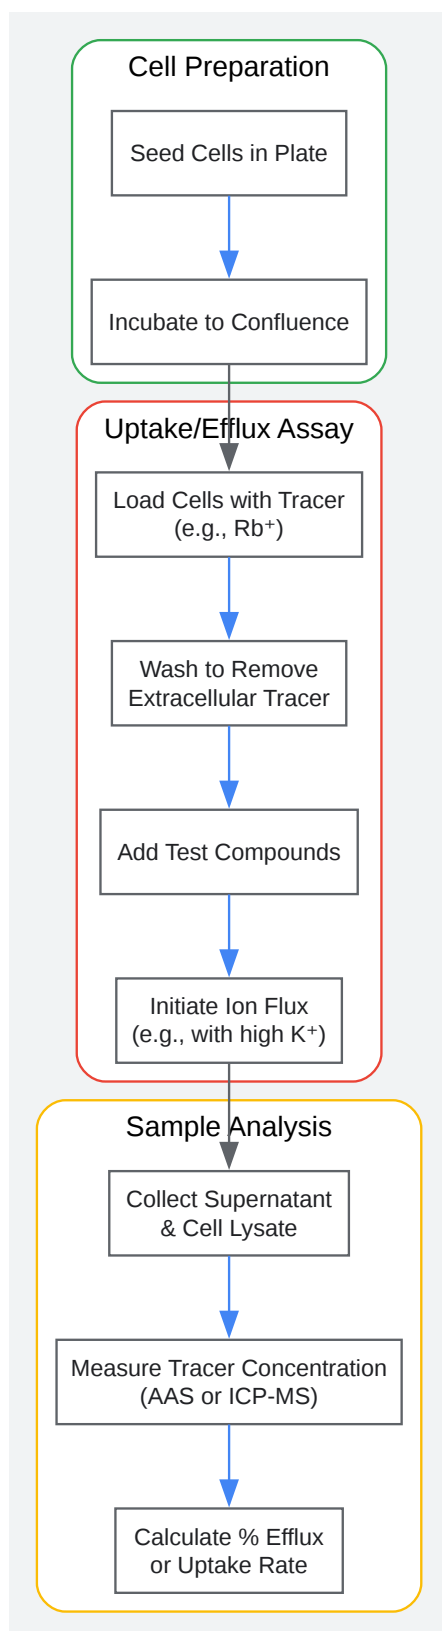 Cell Preparation
Seed Cells in Plate
Incubate to Confluence
Uptake/Efflux Assay
Load Cells with Tracer
(e.g., Rb⁺)
Wash to Remove
Extracellular Tracer
Add Test Compounds
Initiate Ion Flux
(e.g., with high K⁺)
Sample Analysis
Collect Supernatant
& Cell Lysate
Measure Tracer Concentration
(AAS or ICP-MS)
Calculate % Efflux
or Uptake Rate